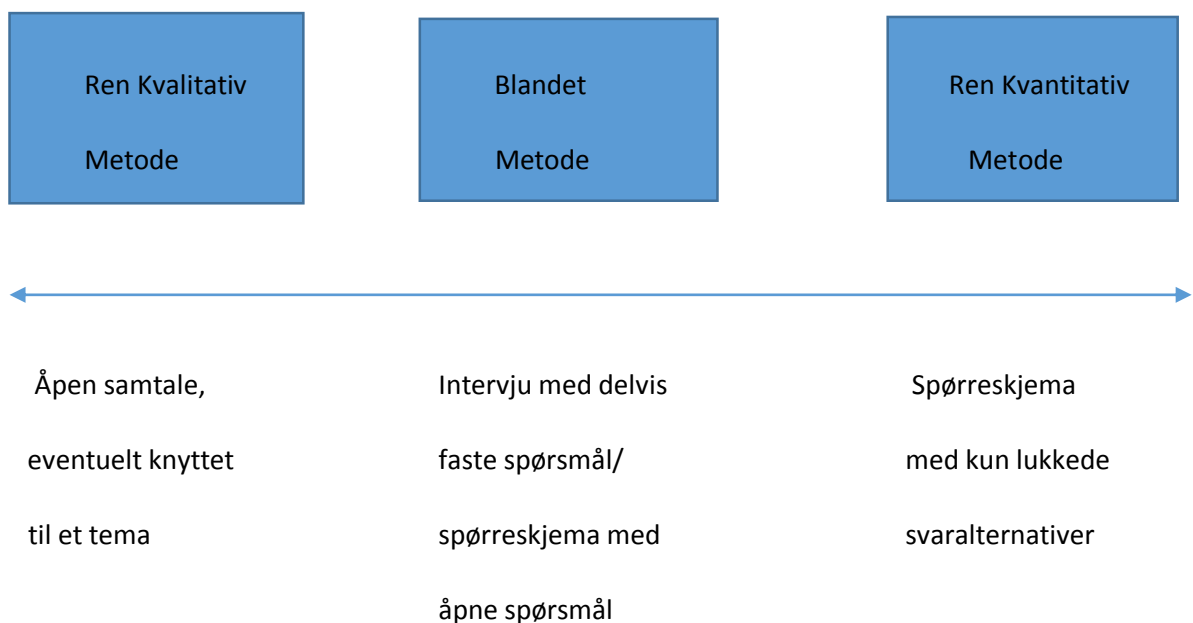 Ren Kvalitativ
Metode
Blandet
Metode
Ren Kvantitativ
Metode
Åpen samtale,
eventuelt knyttet
til et tema
Intervju med delvis
faste spørsmål/
spørreskjema med
åpne spørsmål
Spørreskjema
med kun lukkede
svaralternativer